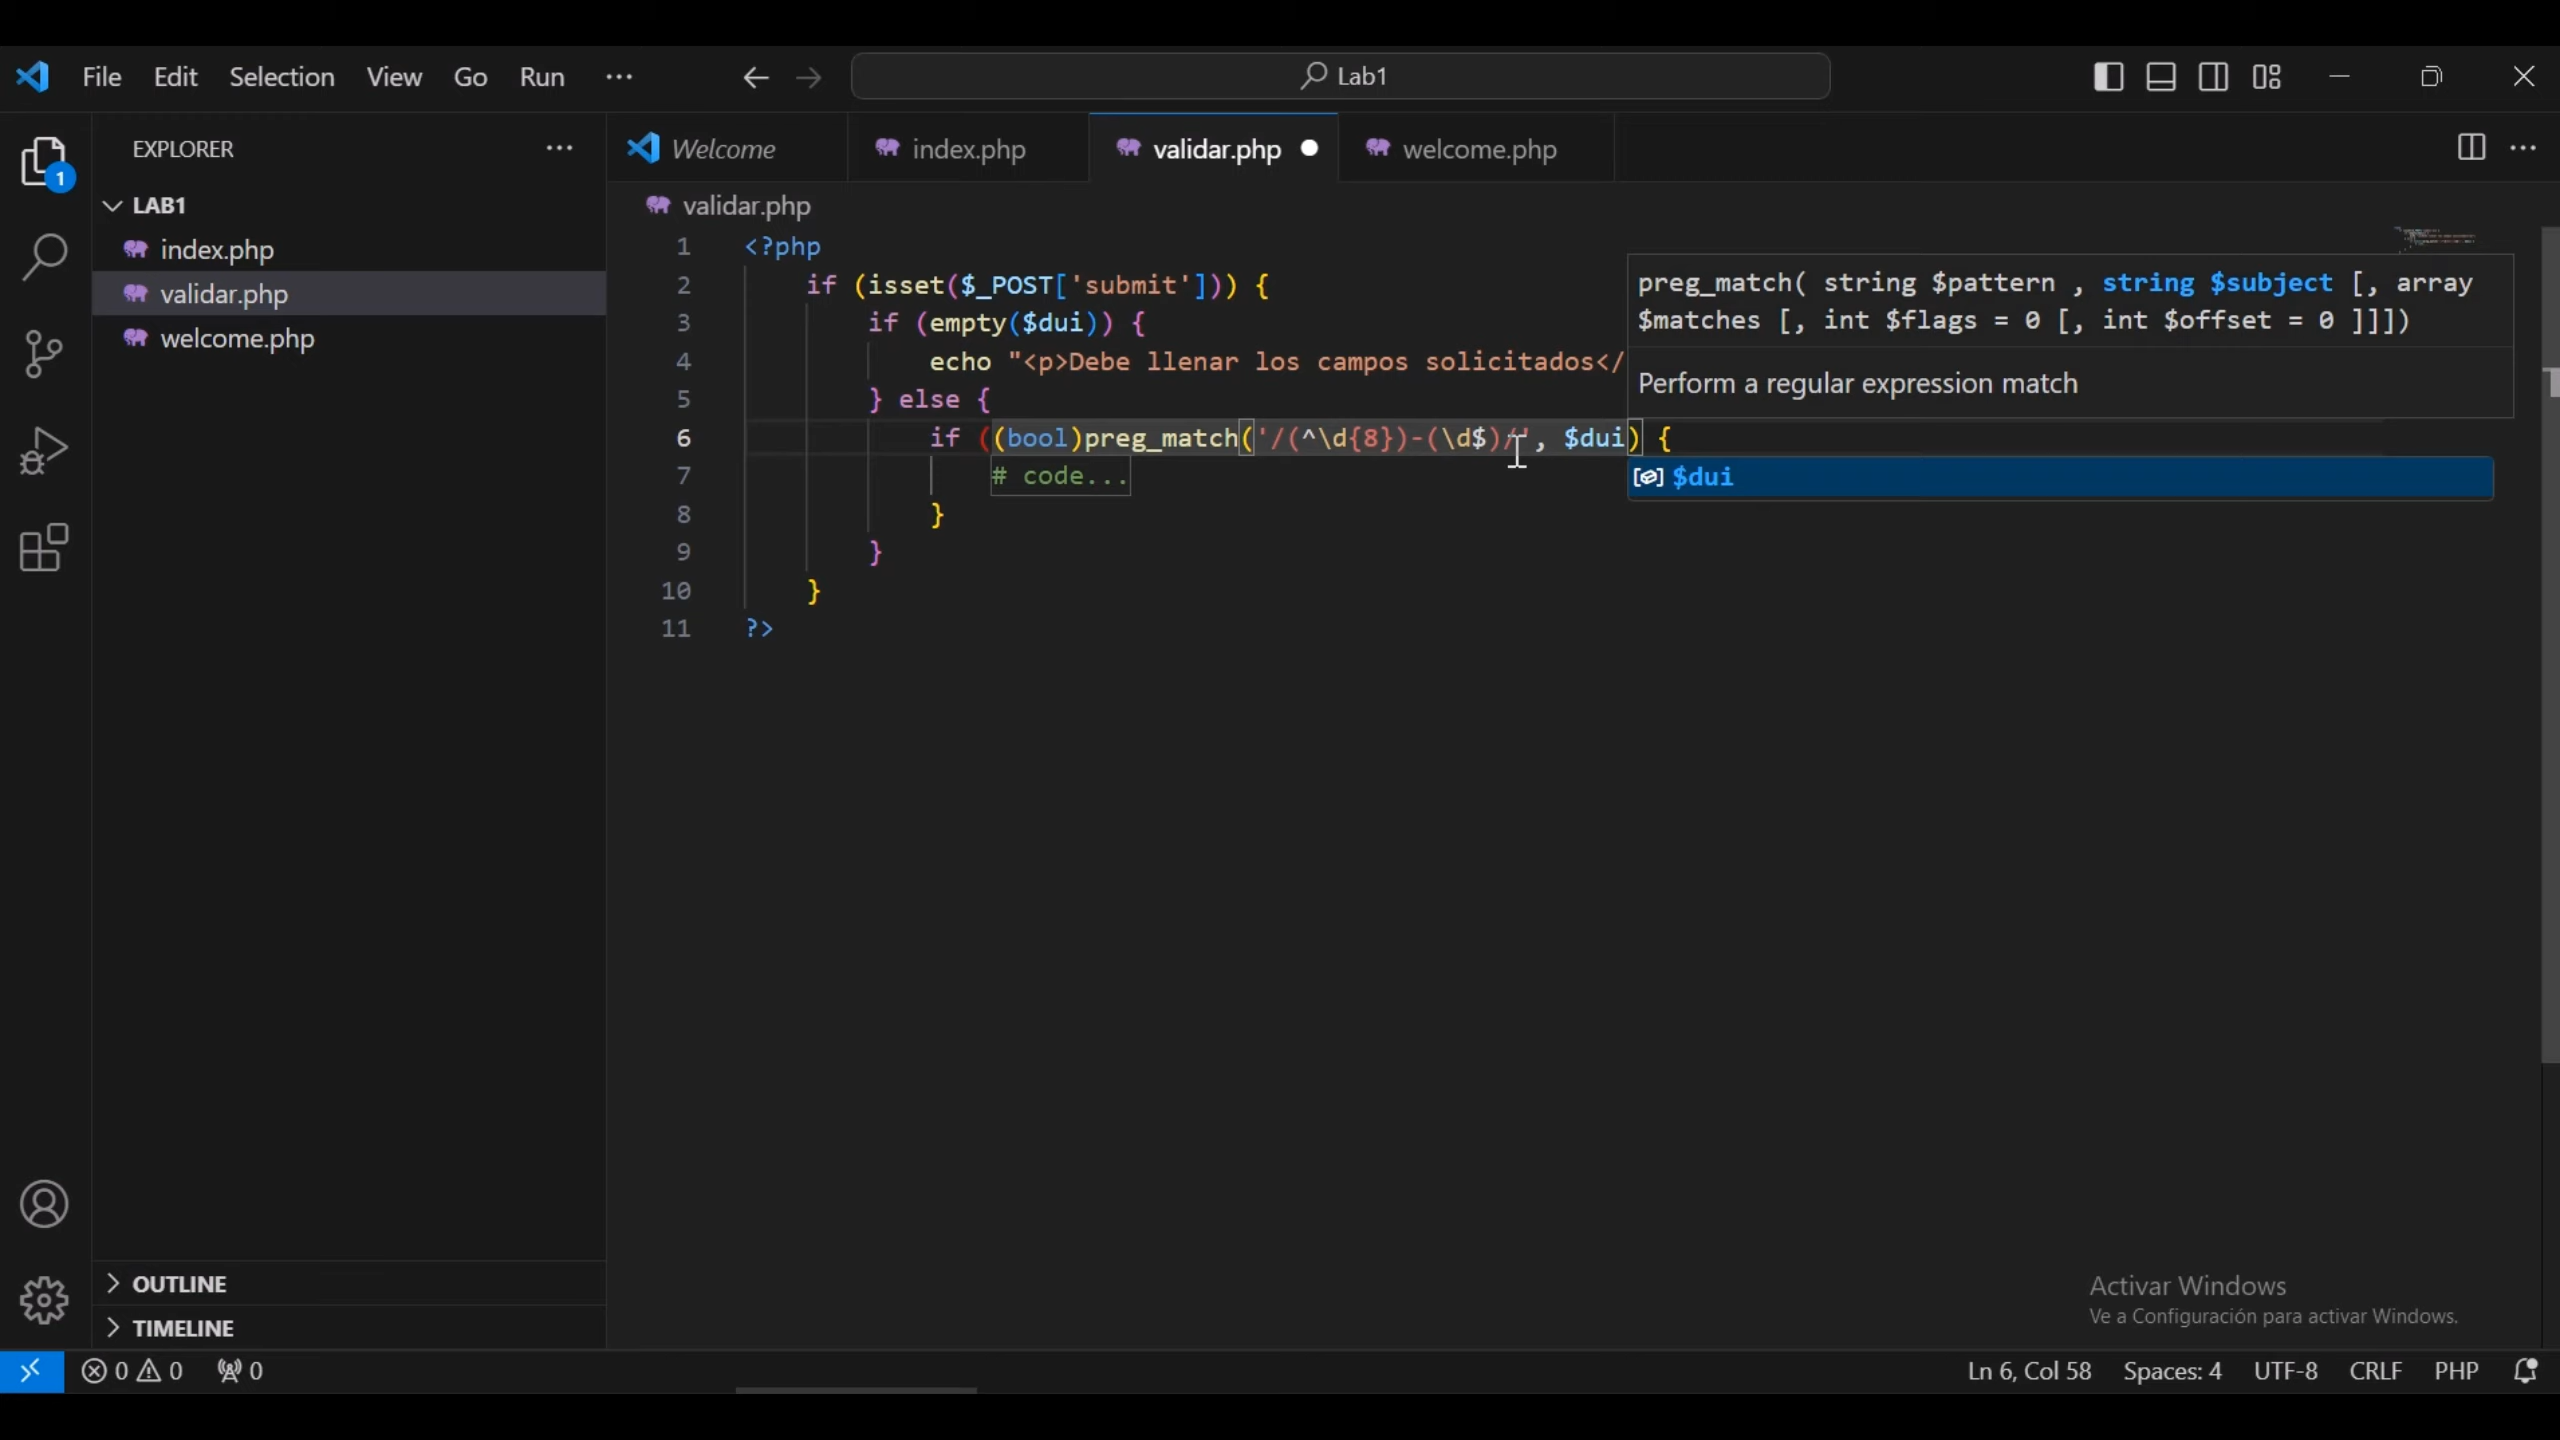 File Edit Selection View Go Run ···
Lab1
EXPLORER ···
1
LAB1
index.php
validar.php
welcome.php
Welcome
index.php
validar.php
welcome.php
validar.php
1 <?php
2 if (isset($_POST['submit'])) {
3 if (empty($dui)) {
4 echo "<p>Debe llenar los campos solicitados</
5 } else {
6 if ((bool)preg_match('/(^\d{8})-(\d$)/', $dui) {
7 # code...
8 }
9 }
10 }
11 ?>
preg_match( string $pattern , string $subject [, array
$matches [, int $flags = 0 [, int $offset = 0 ]]])
Perform a regular expression match
$dui
OUTLINE
TIMELINE
Activar Windows
Ve a Configuración para activar Windows.
0 0 0
Ln 6, Col 58 Spaces: 4 UTF-8 CRLF PHP